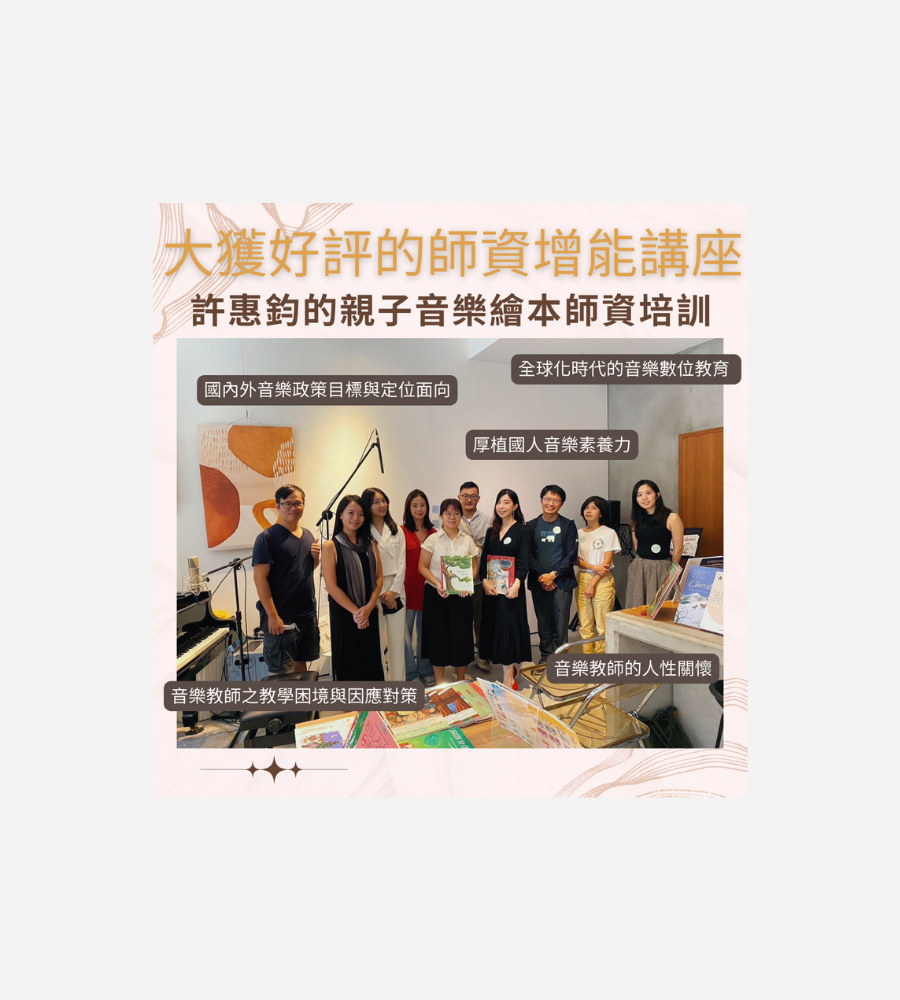 大獲好評的師資增能講座
許惠鈞的親子音樂繪本師資培訓
全球化時代的音樂數位教育
國內外音樂政策目標與定位面向
厚植國人音樂素養力
音樂教師的人性關懷
音樂教師之教學困境與因應對策